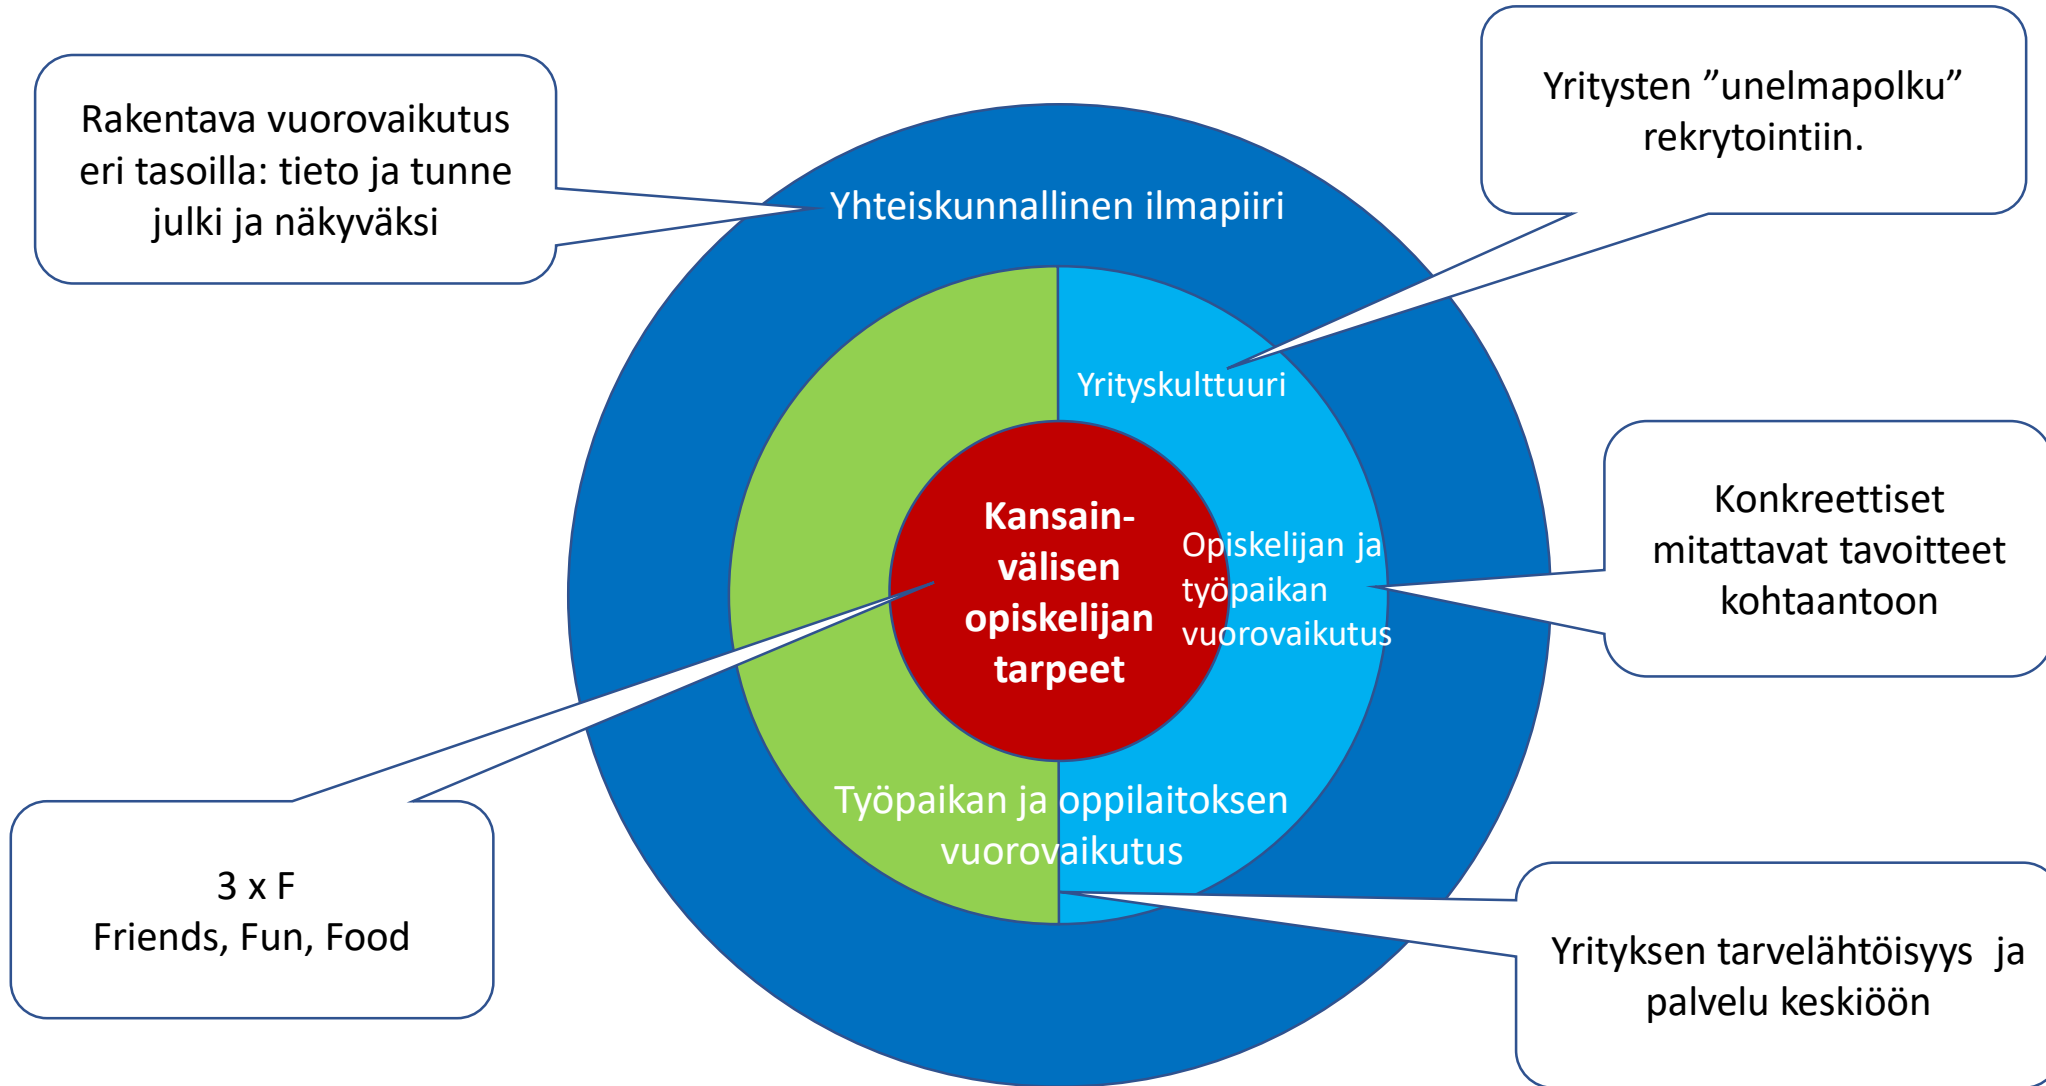 Rakentava vuorovaikutus
eri tasoilla: tieto ja tunne
julki ja näkyväksi
Yritysten ”unelmapolku”
rekrytointiin.
Yhteiskunnallinen ilmapiiri
Yrityskulttuuri
Kansain-
välisen
opiskelijan
tarpeet
Opiskelijan ja
työpaikan
vuorovaikutus
Konkreettiset
mitattavat tavoitteet
kohtaantoon
Työpaikan ja oppilaitoksen
vuorovaikutus
3 x F
Friends, Fun, Food
Yrityksen tarvelähtöisyys ja
palvelu keskiöön